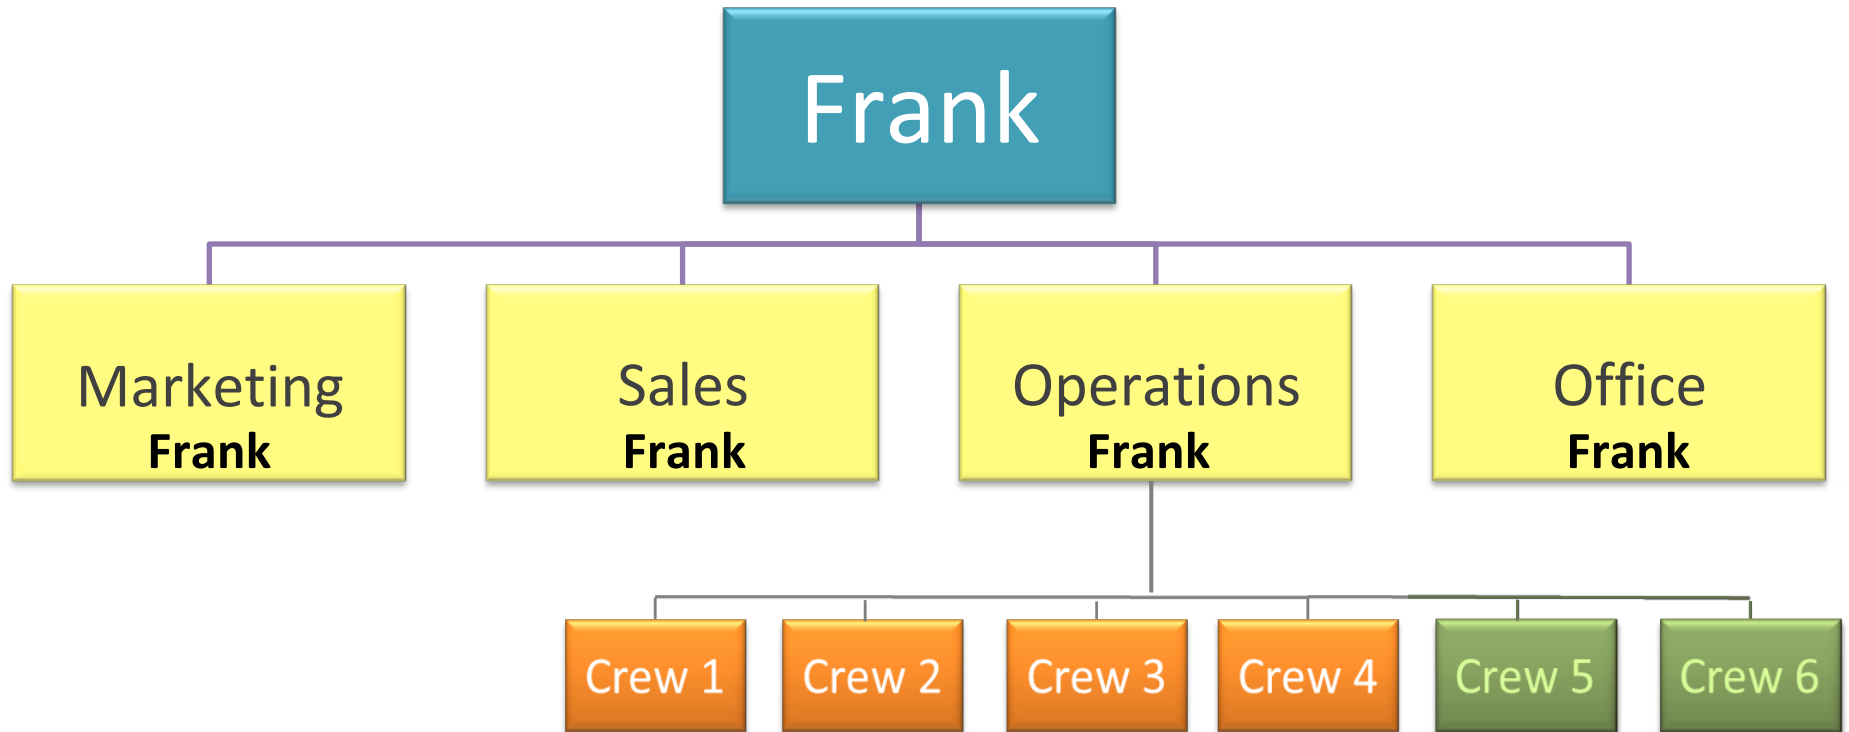 Frank
Marketing
Frank
Sales
Frank
Operations
Frank
Office
Frank
Crew 1
Crew 2
Crew 3
Crew 4
Crew 5
Crew 6